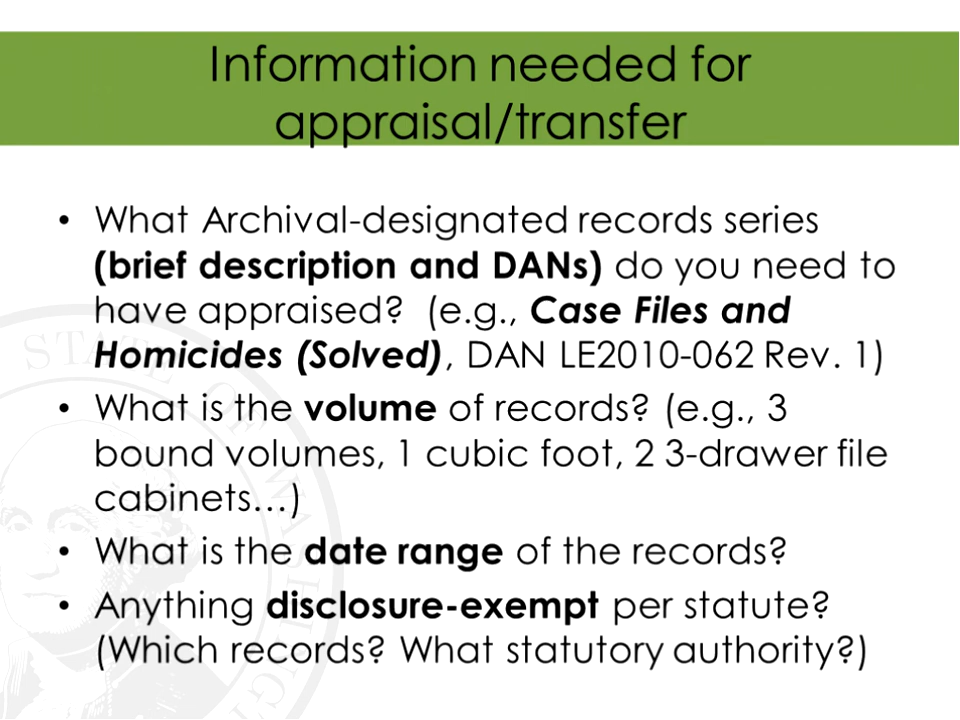 Information needed for
appraisal/transfer
• What Archival-designated records series
(brief description and DANs) do you need to
have appraised? (e.g., Case Files and
Homicides (Solved), DAN LE2010-062 Rev. 1)
• What is the volume of records? (e.g., 3
bound volumes, 1 cubic foot, 2 3-drawer file
cabinets…)
• What is the date range of the records?
• Anything disclosure-exempt per statute?
(Which records? What statutory authority?)
STATE OF WASHINGT